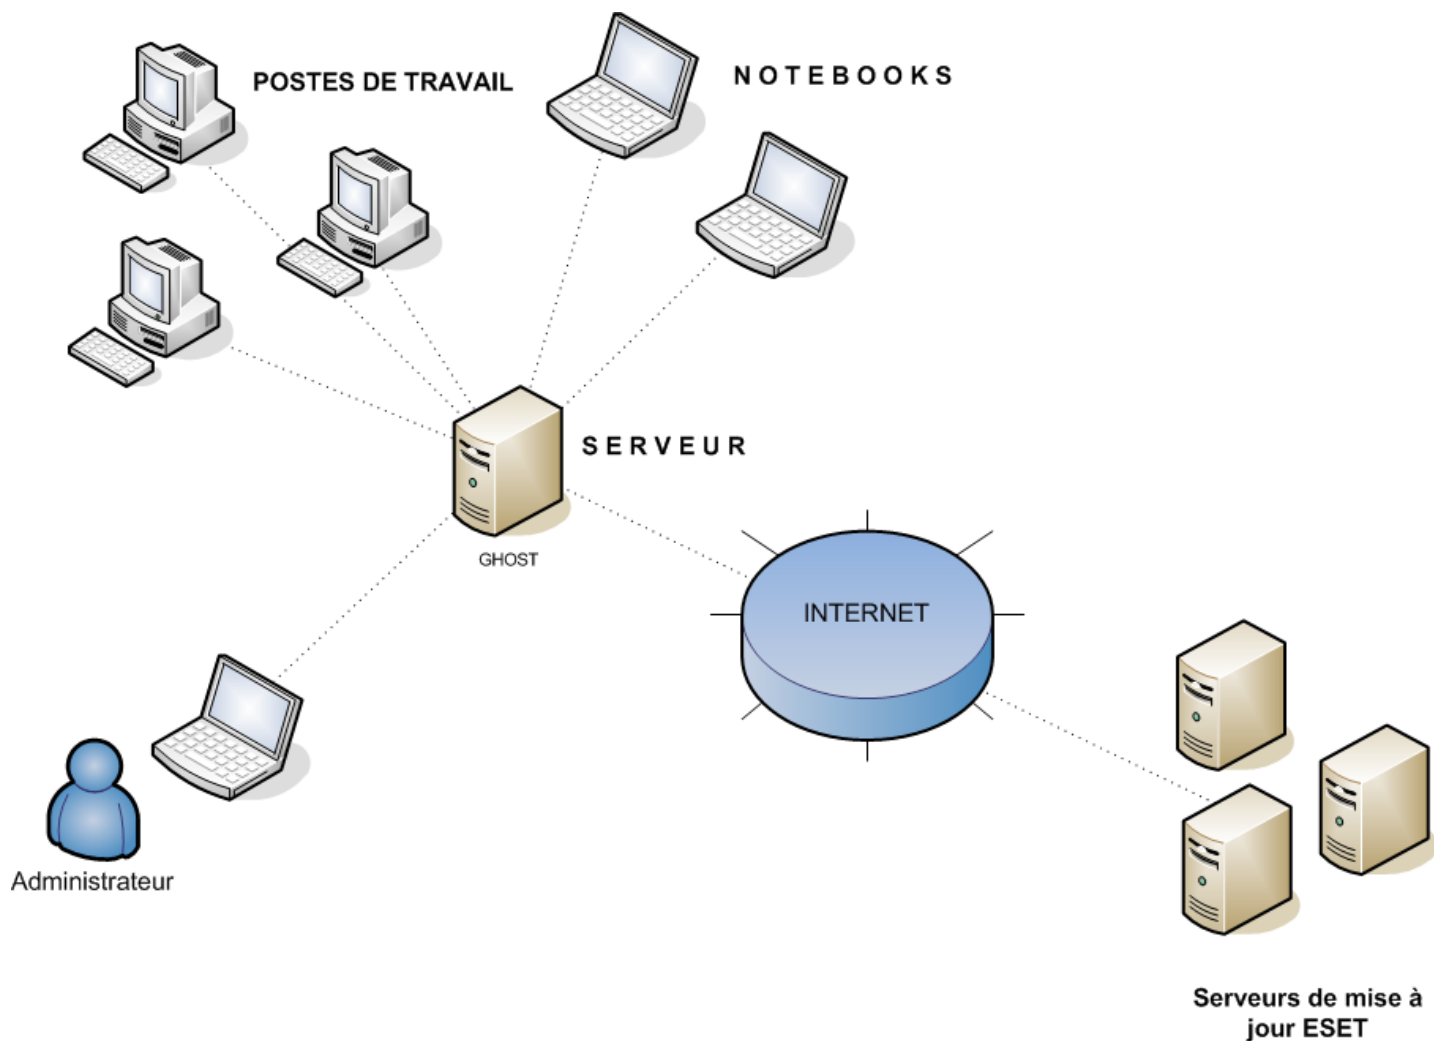 POSTES DE TRAVAIL
NOTEBOOKS
SERVEUR
GHOST
INTERNET
Administrateur
Serveurs de mise à
jour ESET